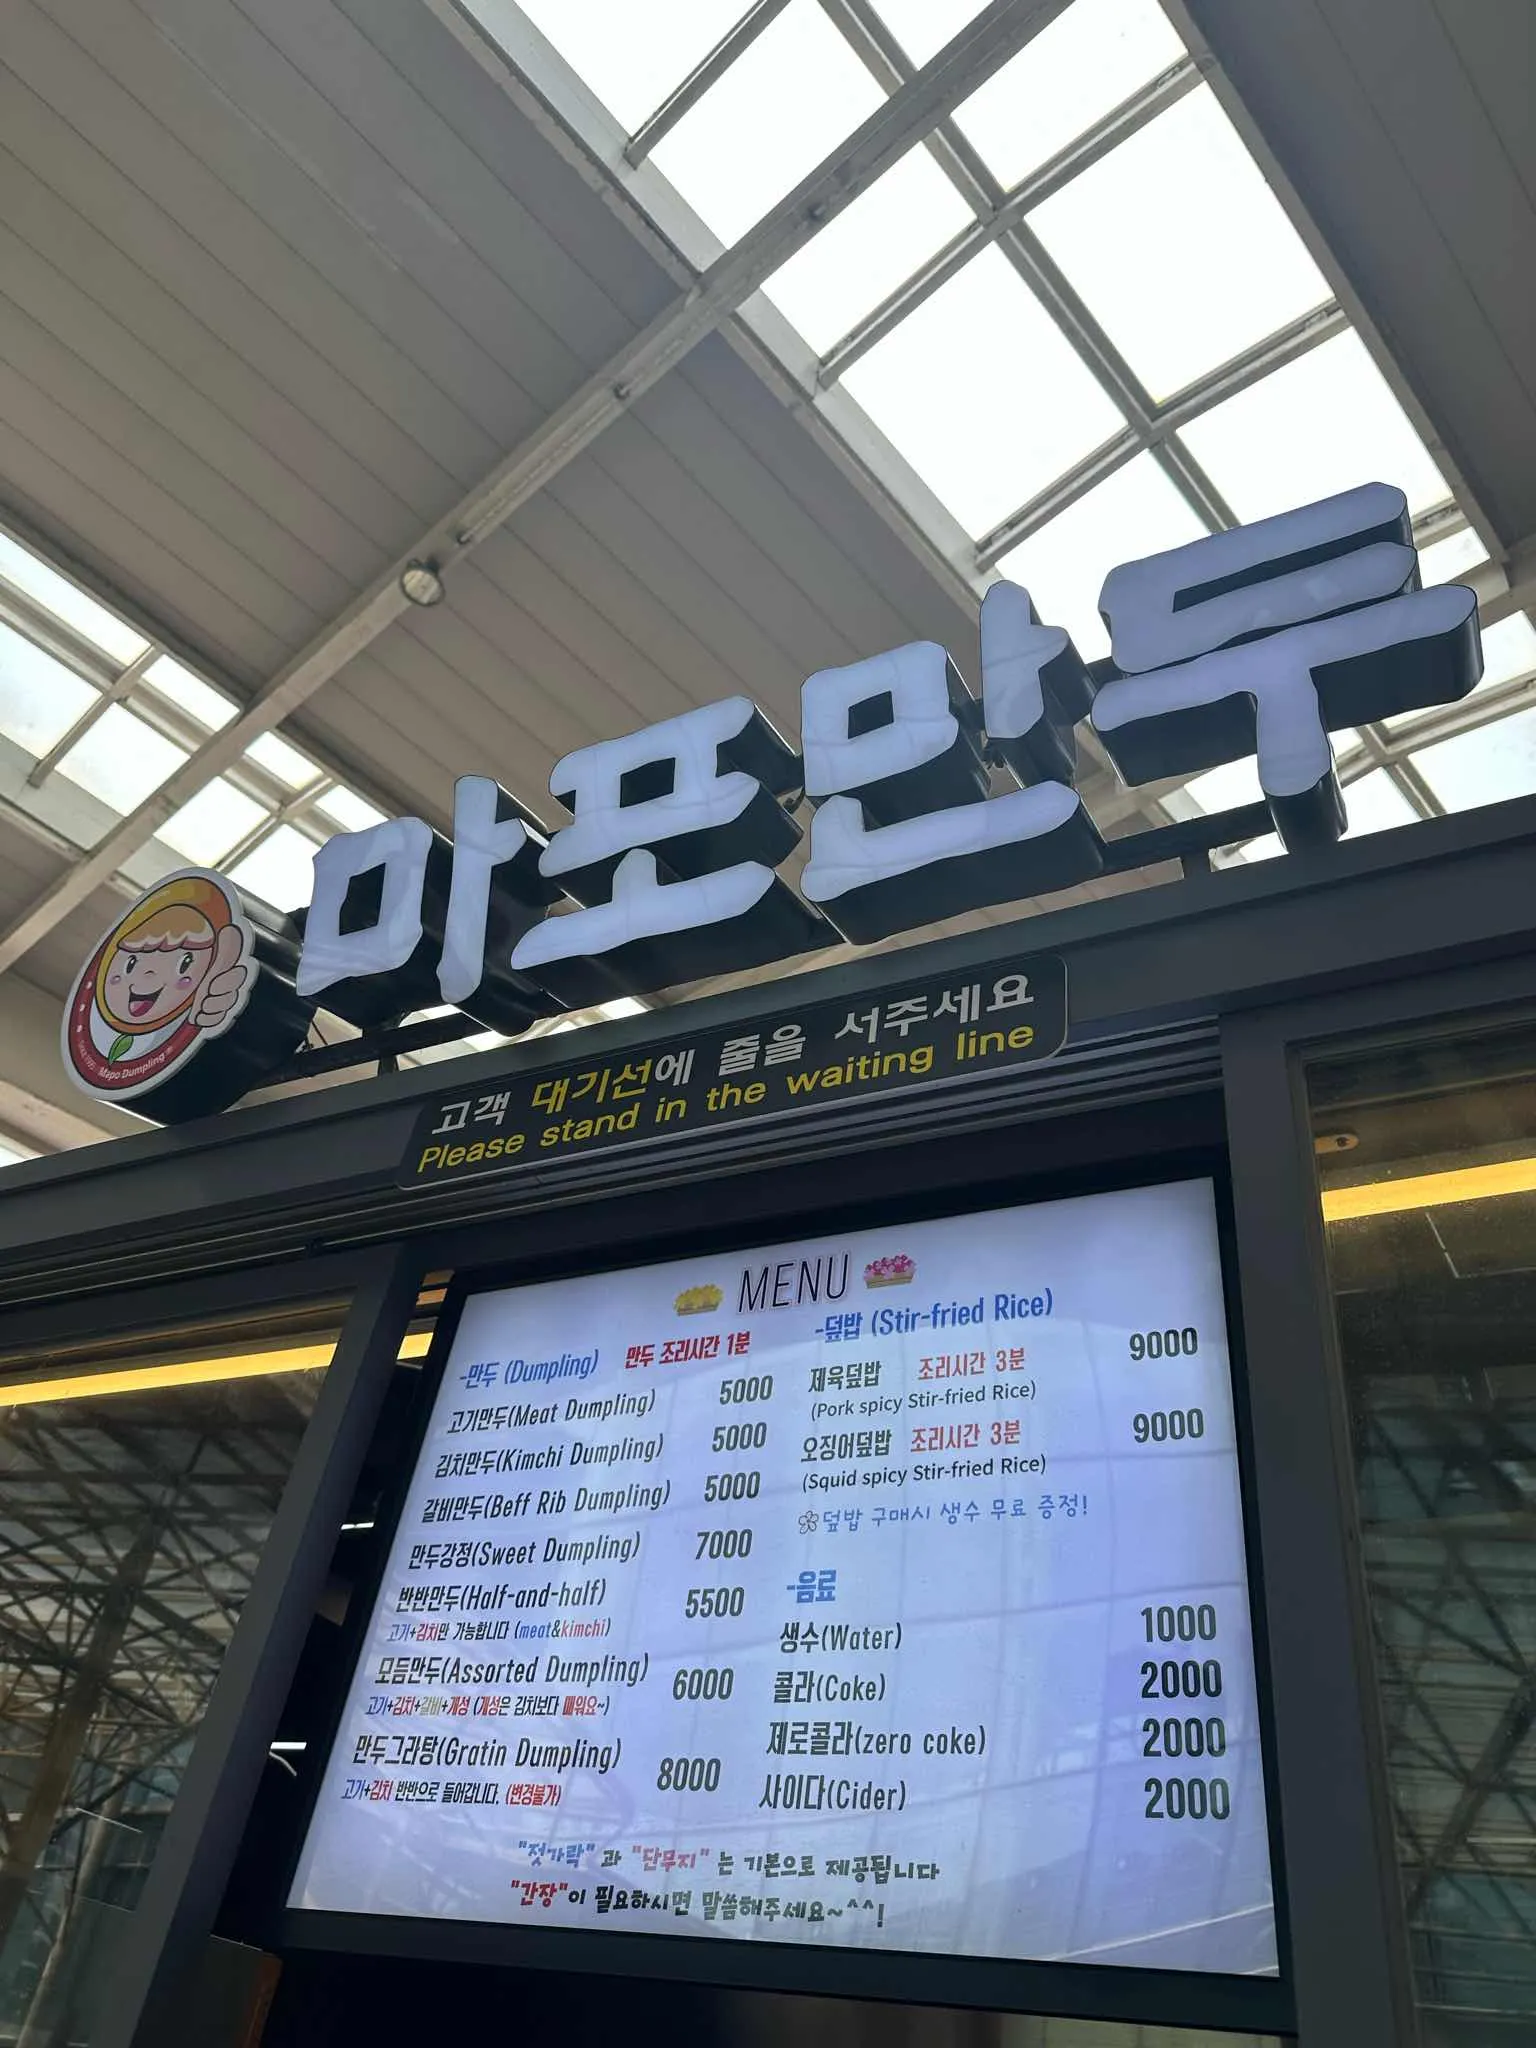 마포만두
Since 1995. Mapo Dumpling
고객 대기선에 줄을 서주세요
Please stand in the waiting line
MENU
-만두 (Dumpling) 만두 조리시간 1분
고기만두(Meat Dumpling) 5000
김치만두(Kimchi Dumpling) 5000
갈비만두(Beff Rib Dumpling) 5000
만두강정(Sweet Dumpling) 7000
반반만두(Half-and-half) 5500
고기+김치만 가능합니다 (meat&kimchi)
모듬만두(Assorted Dumpling) 6000
고기+김치+갈비+개성 (개성은 김치보다 매워요~)
만두그라탕(Gratin Dumpling) 8000
고기+김치 반반으로 들어갑니다. (변경불가)
-덮밥 (Stir-fried Rice)
제육덮밥 조리시간 3분 9000
(Pork spicy Stir-fried Rice)
오징어덮밥 조리시간 3분 9000
(Squid spicy Stir-fried Rice)
덮밥 구매시 생수 무료 증정!
-음료
생수(Water) 1000
콜라(Coke) 2000
제로콜라(zero coke) 2000
사이다(Cider) 2000
"젓가락" 과 "단무지" 는 기본으로 제공됩니다
"간장"이 필요하시면 말씀해주세요~^^!